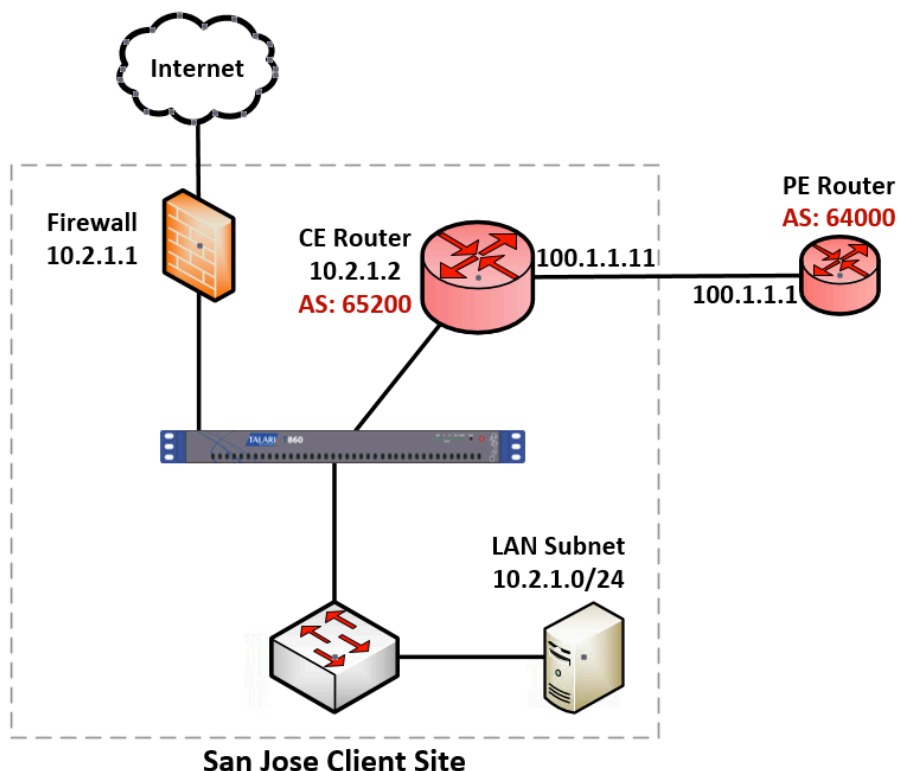 Internet
Firewall
10.2.1.1
CE Router
10.2.1.2
AS: 65200
100.1.1.11
PE Router
AS: 64000
100.1.1.1
TALARI 860
LAN Subnet
10.2.1.0/24
San Jose Client Site